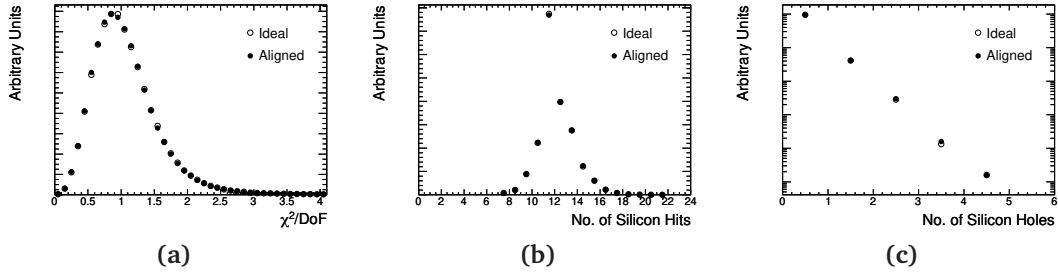 Arbitrary Units
Ideal
Aligned
0 0.5 1 1.5 2 2.5 3 3.5 4
χ²/DoF
(a)
Arbitrary Units
Ideal
Aligned
0 2 4 6 8 10 12 14 16 18 20 22 24
No. of Silicon Hits
(b)
Arbitrary Units
Ideal
Aligned
0 1 2 3 4 5 6
No. of Silicon Holes
(c)